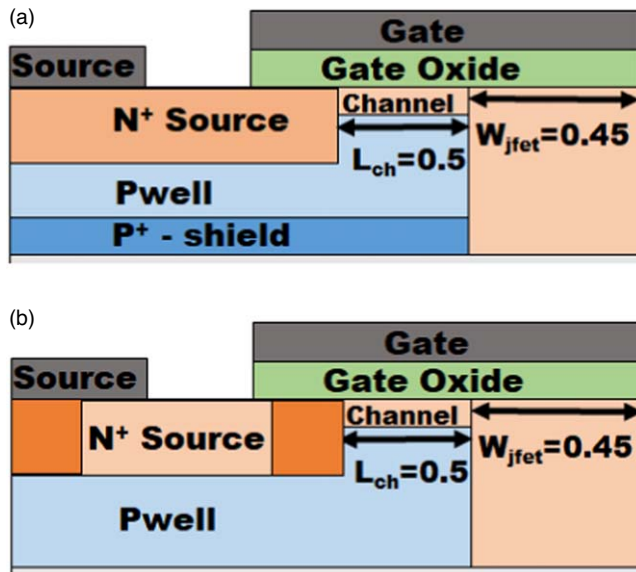 (a)
Gate
Source
Gate Oxide
N+ Source
Channel
Lch=0.5
Wjfet=0.45
Pwell
P+ - shield
(b)
Gate
Source
Gate Oxide
N+ Source
Channel
Lch=0.5
Wjfet=0.45
Pwell